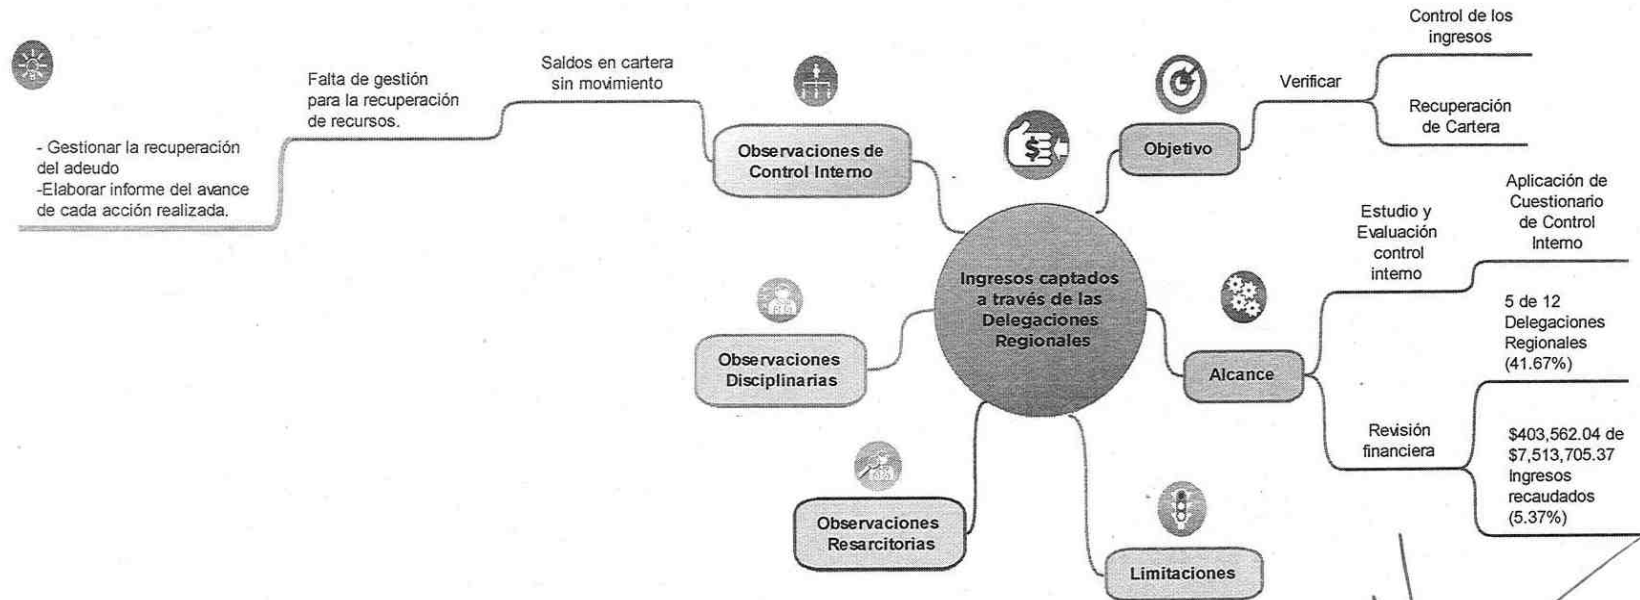 - Gestionar la recuperación
del adeudo
-Elaborar informe del avance
de cada acción realizada.
Falta de gestión
para la recuperación
de recursos.
Saldos en cartera
sin movimiento
Observaciones de
Control Interno
Observaciones
Disciplinarias
Observaciones
Resarcitorias
Ingresos captados
a través de las
Delegaciones
Regionales
Objetivo
Verificar
Control de los
ingresos
Recuperación
de Cartera
Alcance
Estudio y
Evaluación
control
interno
Aplicación de
Cuestionario
de Control
Interno
Revisión
financiera
5 de 12
Delegaciones
Regionales
(41.67%)
$403,562.04 de
$7,513,705.37
Ingresos
recaudados
(5.37%)
Limitaciones
$